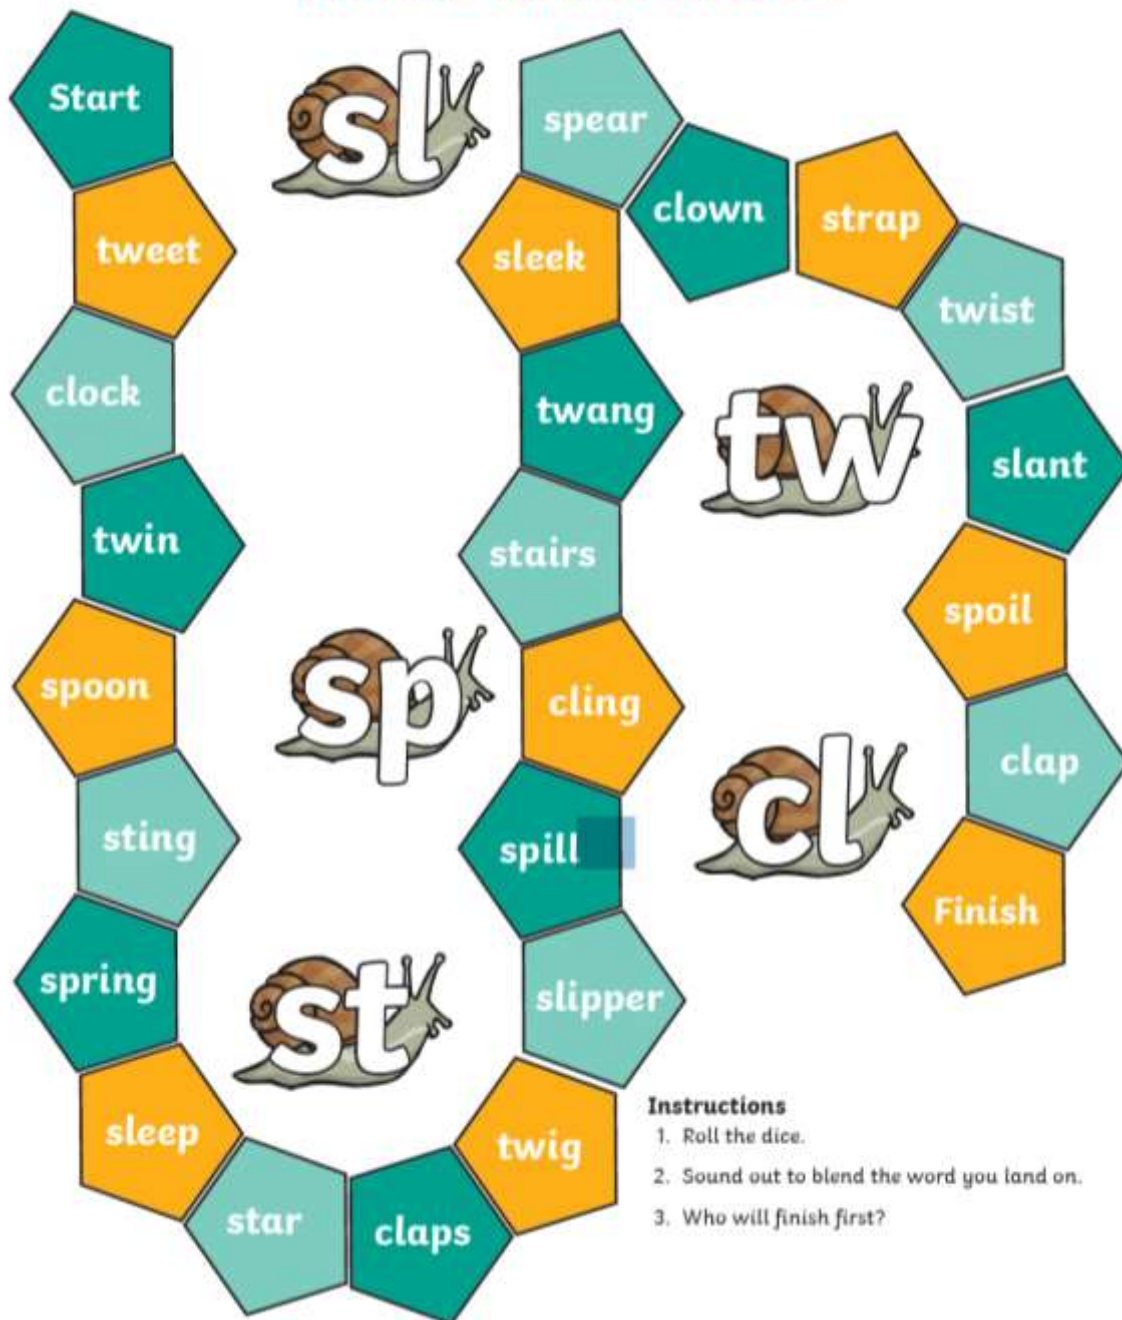 Start
tweet
clock
twin
spoon
sting
spring
sleep
star
claps
twig
slipper
spill
cling
stairs
twang
sleek
spear
clown
strap
twist
slant
spoil
clap
Finish
sl
sp
st
tw
cl
Instructions
1. Roll the dice.
2. Sound out to blend the word you land on.
3. Who will finish first?